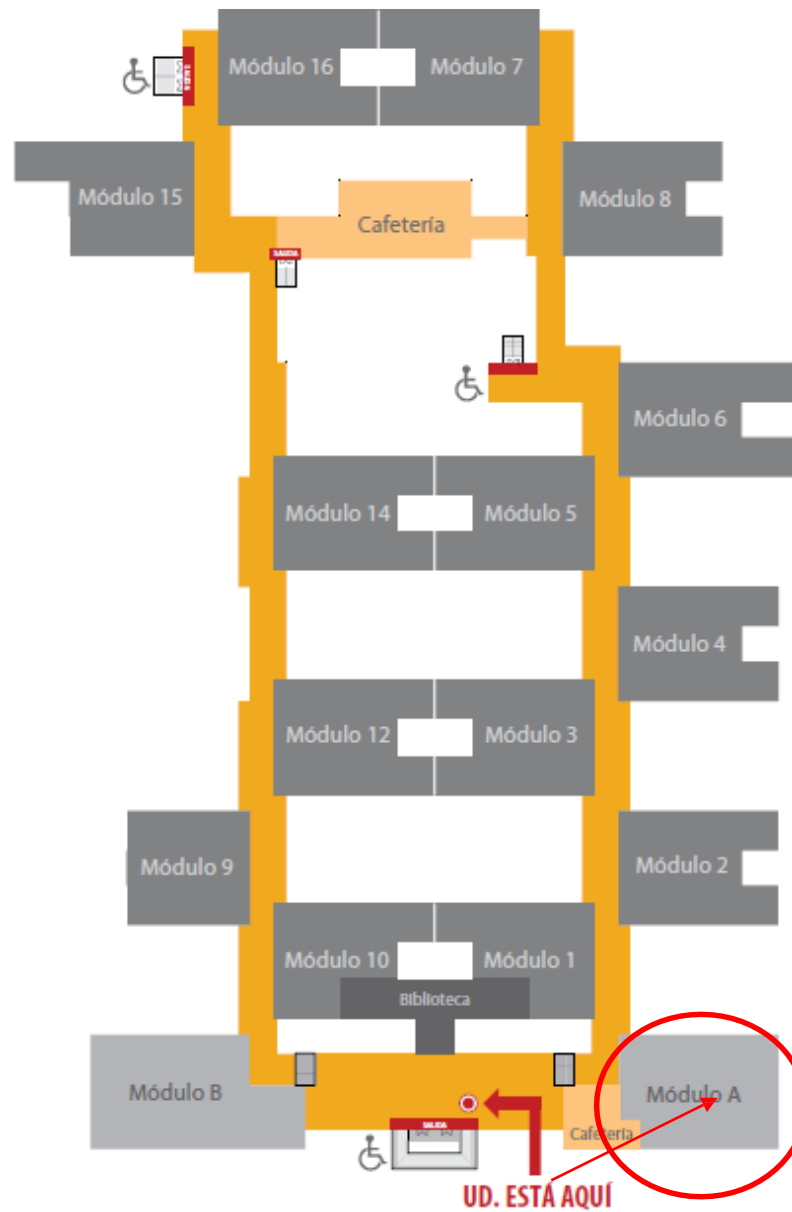 Módulo 16
Módulo 7
Módulo 15
Módulo 8
Cafetería
SALIDA
Módulo 6
Módulo 14
Módulo 5
Módulo 4
Módulo 12
Módulo 3
Módulo 9
Módulo 2
Módulo 10
Módulo 1
Biblioteca
Módulo B
Módulo A
SALIDA
Cafetería
UD. ESTÁ AQUÍ